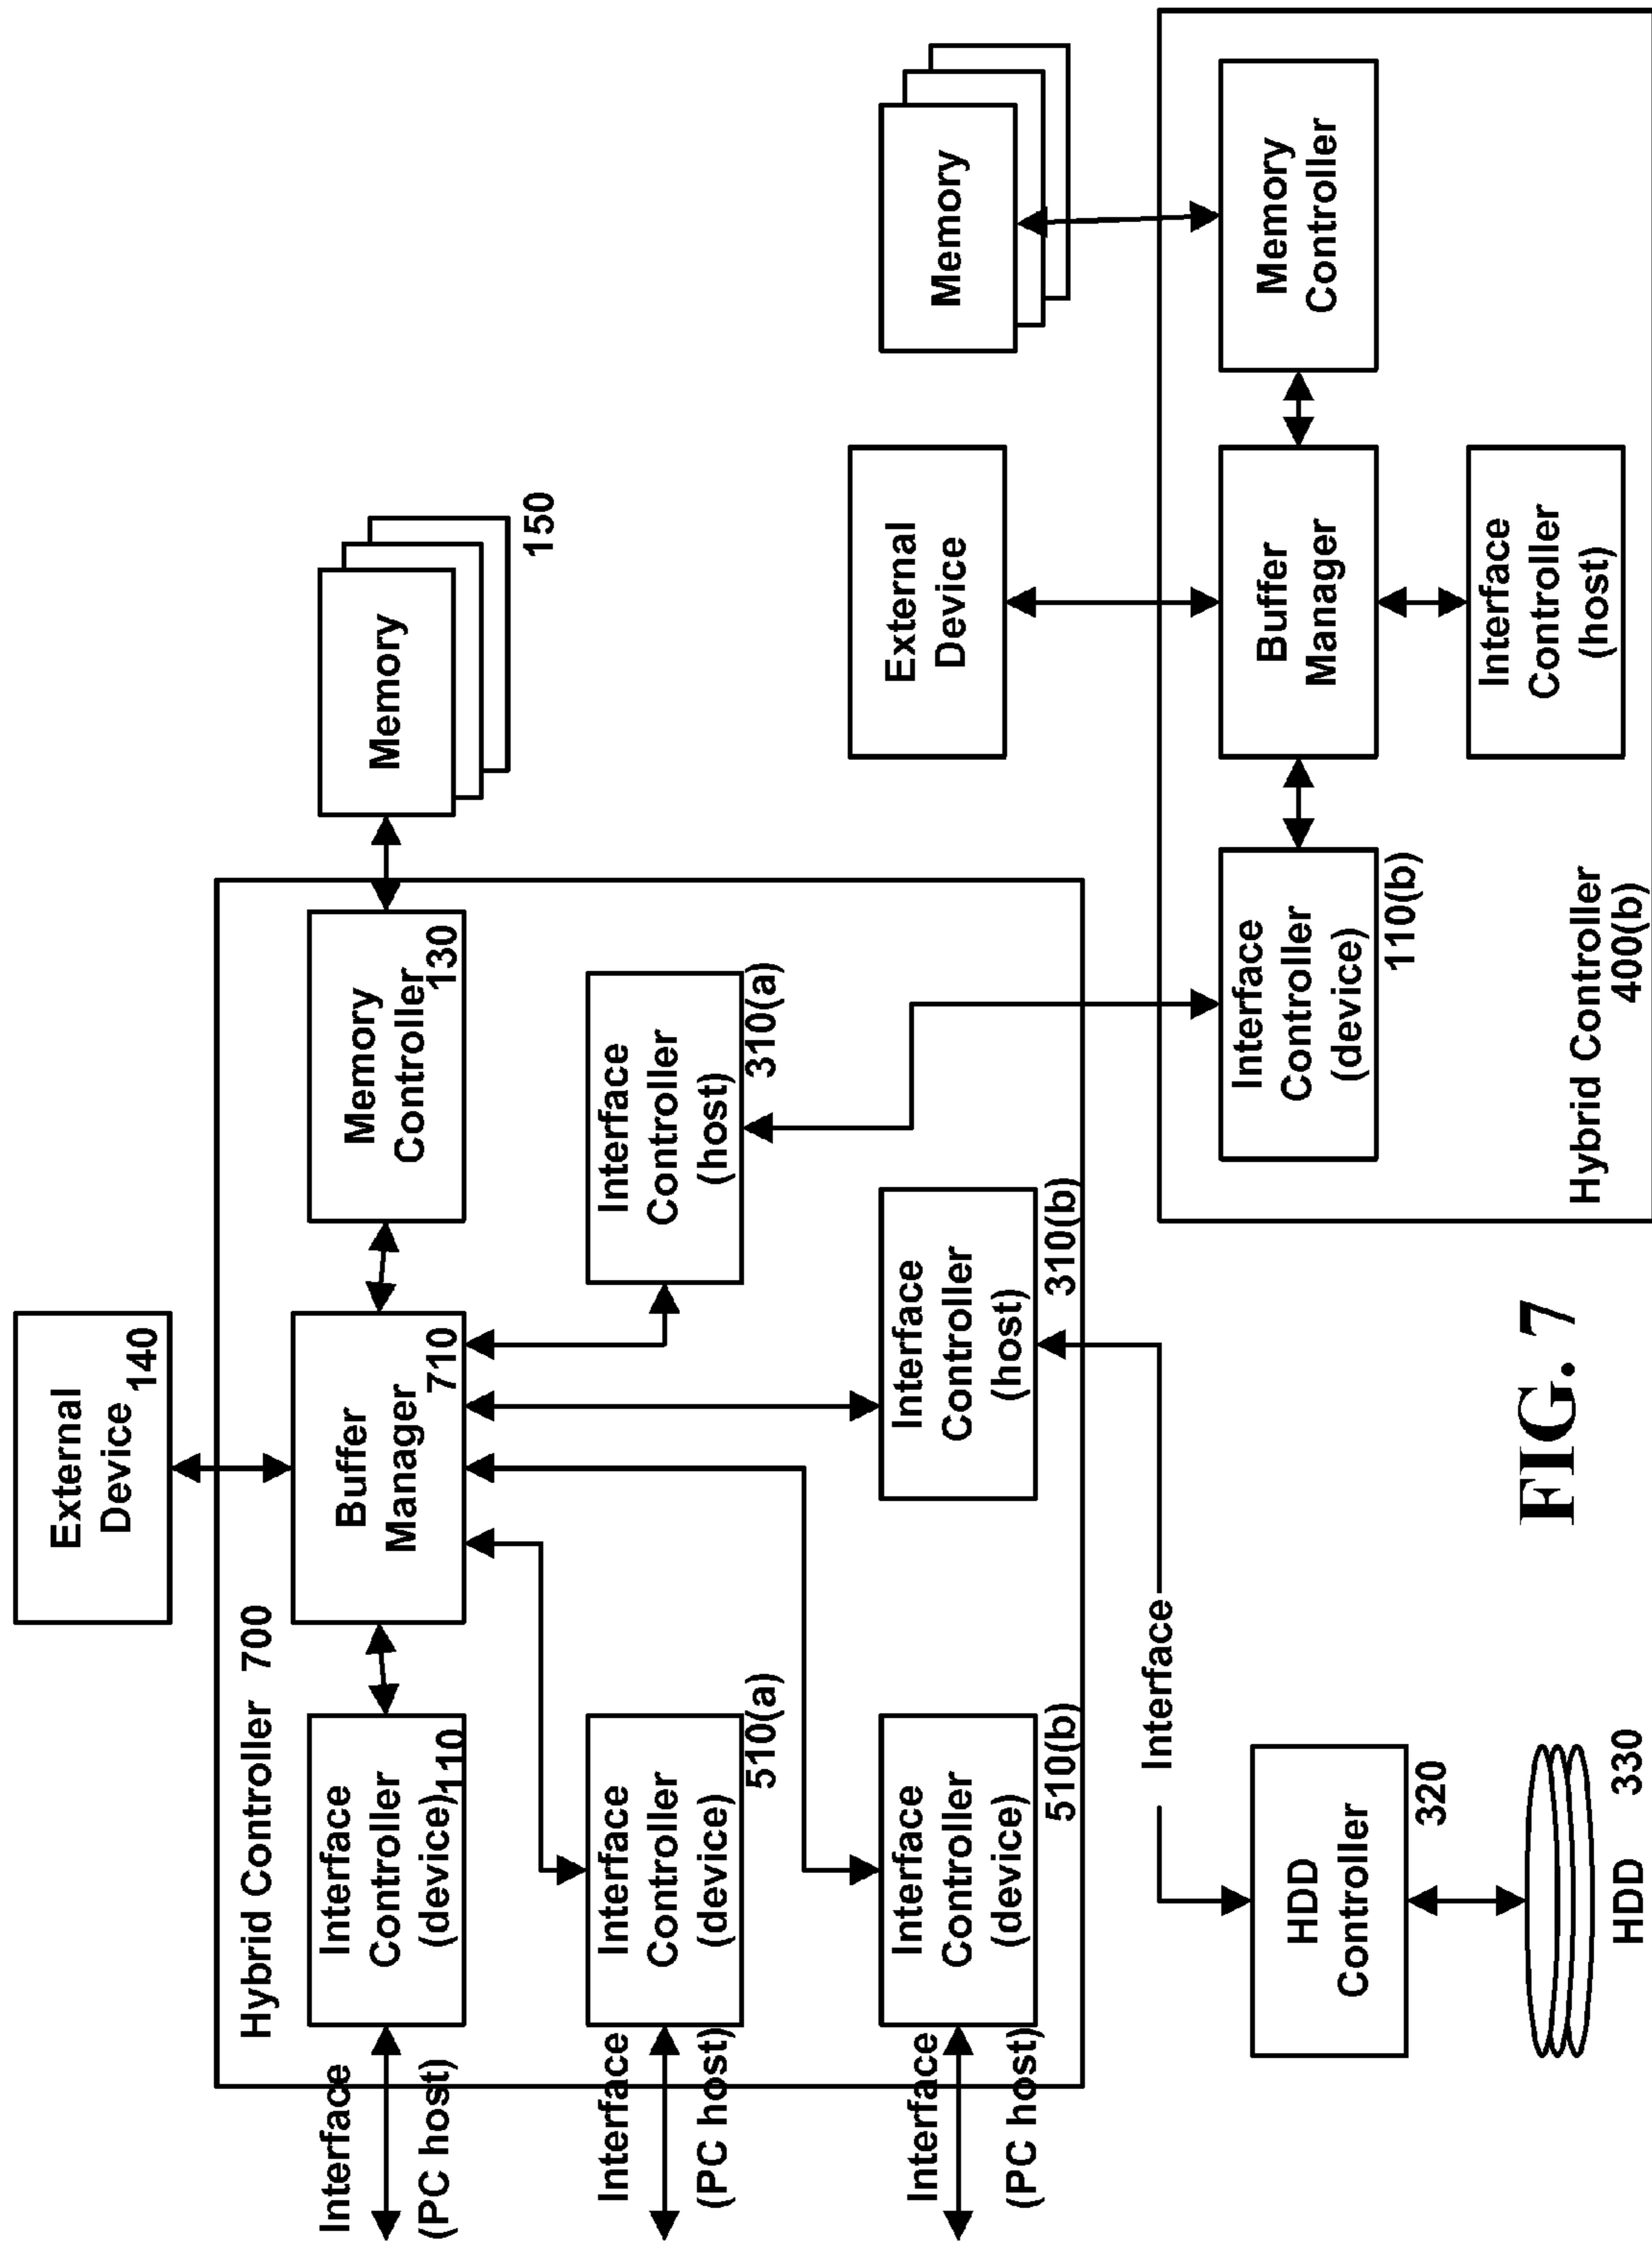 External
Device
140
Hybrid Controller 700
Interface
(PC host)
Interface
Controller
(device)
110
Buffer
Manager
710
Memory
Controller
130
Memory
150
Interface
(PC host)
Interface
Controller
(device)
510(a)
Interface
Controller
(host)
310(a)
Interface
(PC host)
Interface
Controller
(device)
510(b)
Interface
Controller
(host)
310(b)
External
Device
Memory
Interface
HDD
Controller
320
HDD 330
Interface
Controller
(device)
110(b)
Buffer
Manager
Memory
Controller
Interface
Controller
(host)
Hybrid Controller
400(b)
FIG. 7